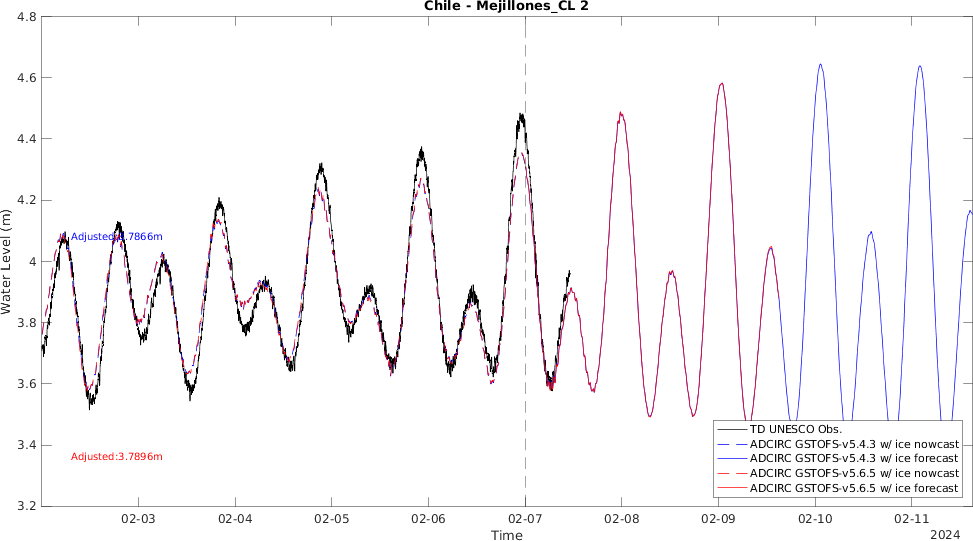 Chile - Mejillones_CL 2
4.8
4.6
4.4
4.2
4
3.8
3.6
3.4
3.2
Water Level (m)
Adjusted:3.7866m
Adjusted:3.7896m
TD UNESCO Obs.
ADCIRC GSTOFS-v5.4.3 w/ ice nowcast
ADCIRC GSTOFS-v5.4.3 w/ ice forecast
ADCIRC GSTOFS-v5.6.5 w/ ice nowcast
ADCIRC GSTOFS-v5.6.5 w/ ice forecast
02-03 02-04 02-05 02-06 02-07 02-08 02-09 02-10 02-11
Time
2024